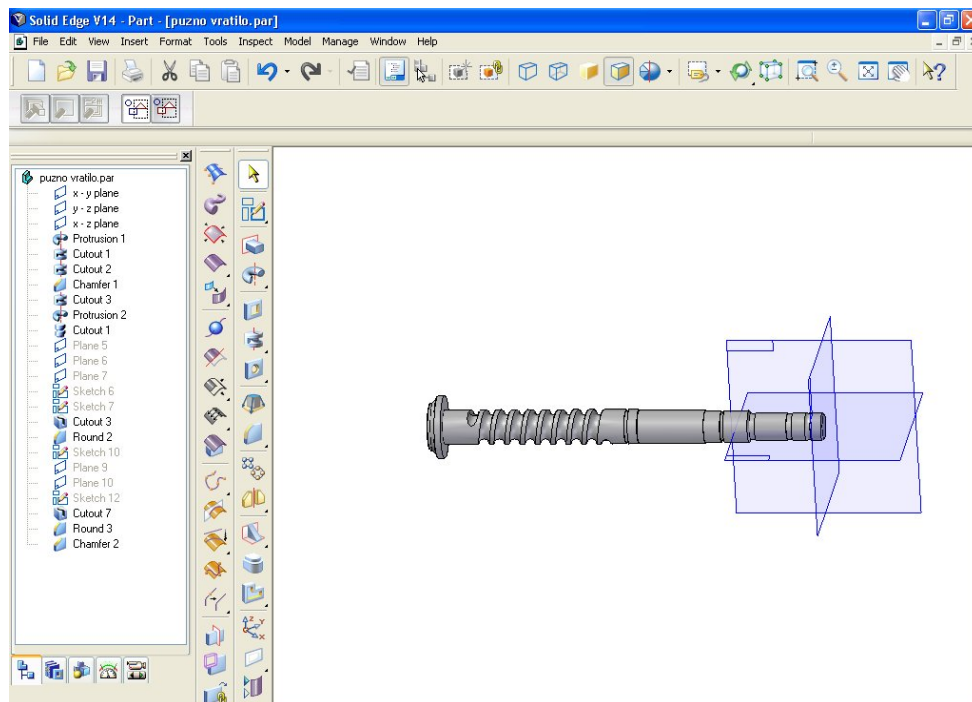 Solid Edge V14 - Part - [puzno vratilo.par]
File Edit View Insert Format Tools Inspect Model Manage Window Help
puzno vratilo.par
x - y plane
y - z plane
x - z plane
Protrusion 1
Cutout 1
Cutout 2
Chamfer 1
Cutout 3
Protrusion 2
Cutout 1
Plane 5
Plane 6
Plane 7
Sketch 6
Sketch 7
Cutout 3
Round 2
Sketch 10
Plane 9
Plane 10
Sketch 12
Cutout 7
Round 3
Chamfer 2